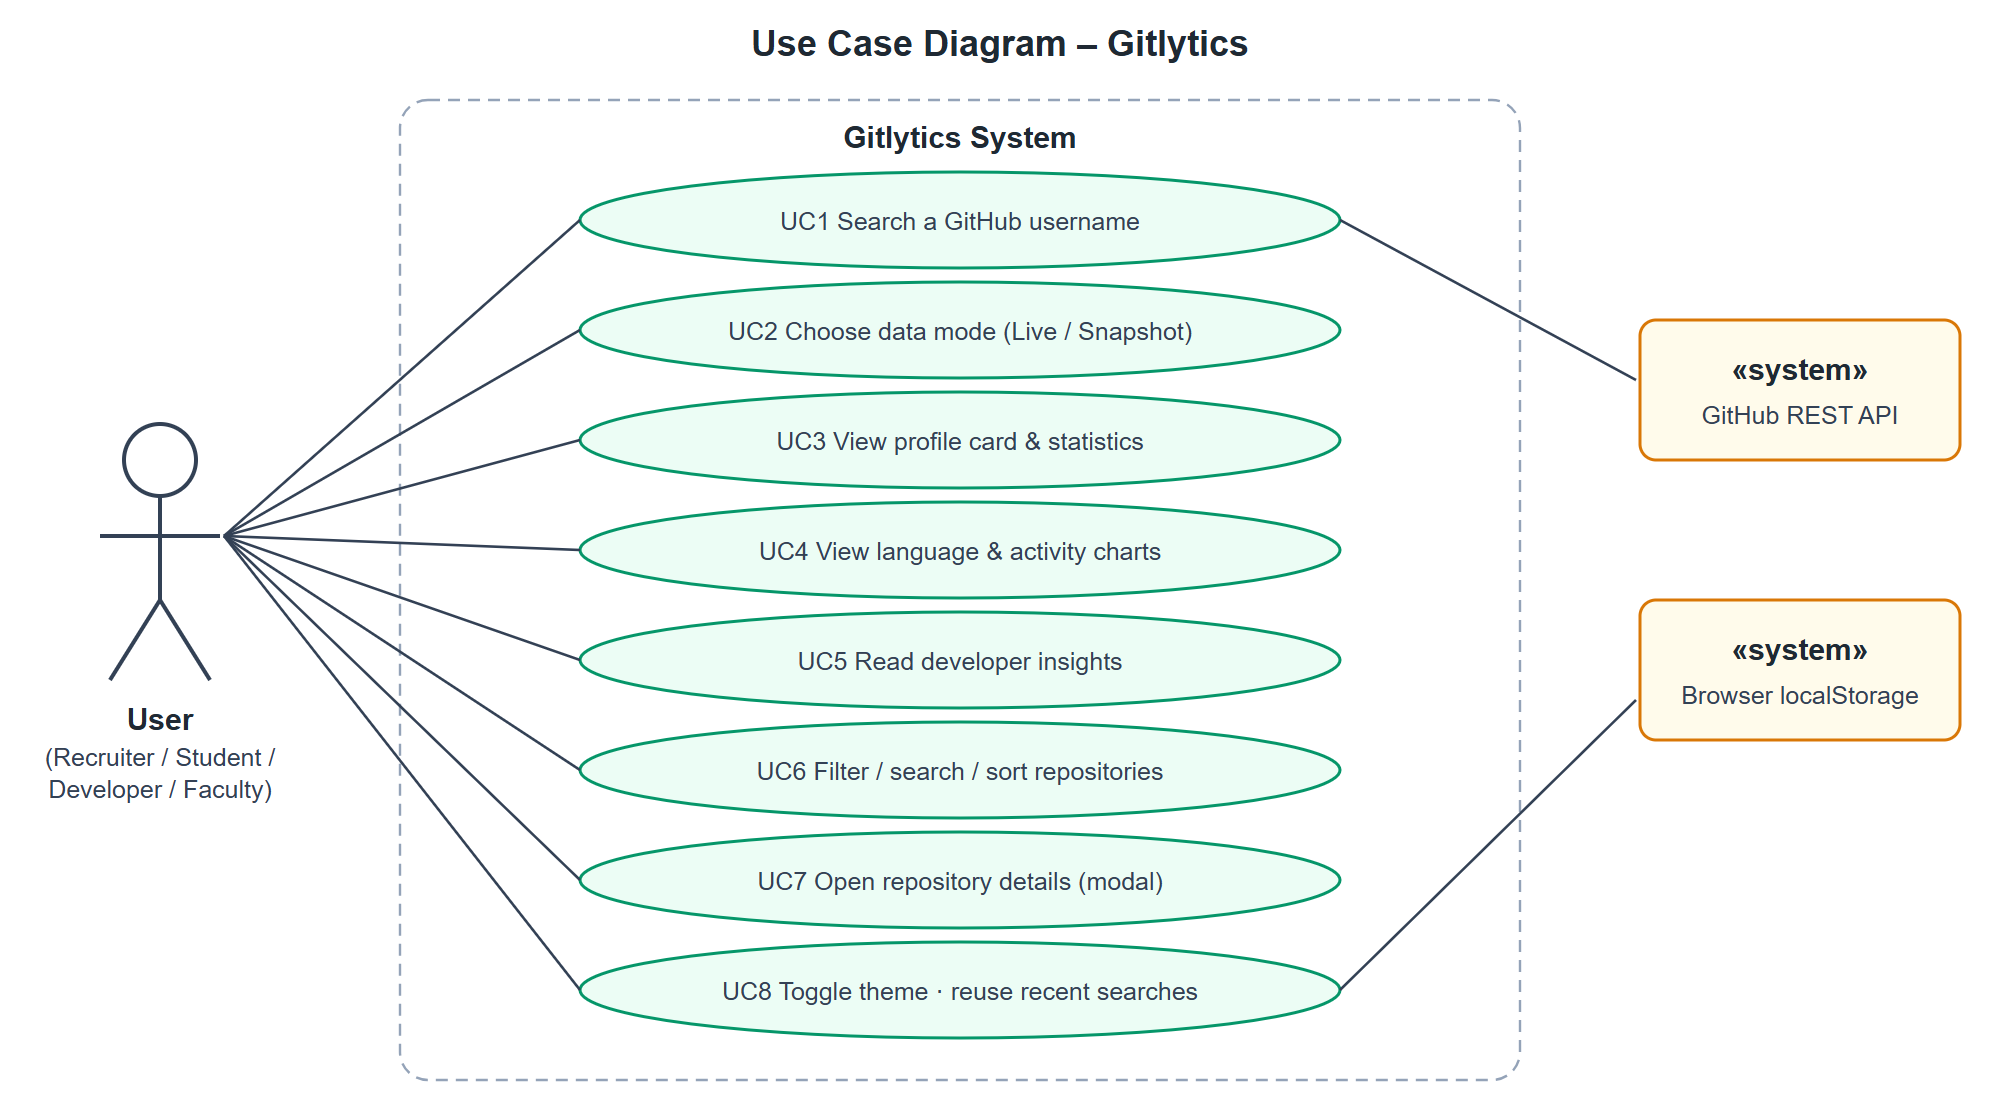 Use Case Diagram – Gitlytics
Gitlytics System
UC1 Search a GitHub username
UC2 Choose data mode (Live / Snapshot)
UC3 View profile card & statistics
UC4 View language & activity charts
UC5 Read developer insights
UC6 Filter / search / sort repositories
UC7 Open repository details (modal)
UC8 Toggle theme · reuse recent searches
User
(Recruiter / Student /
Developer / Faculty)
«system»
GitHub REST API
«system»
Browser localStorage